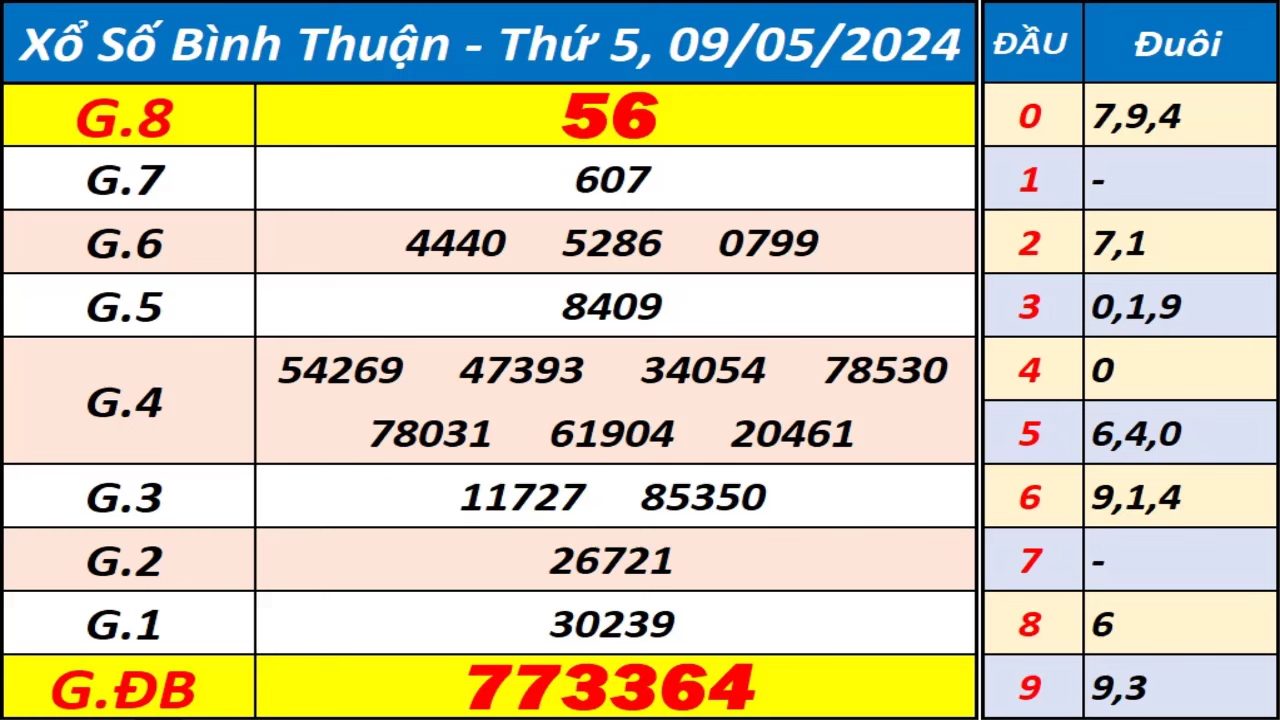 Xổ Số Bình Thuận - Thứ 5, 09/05/2024
G.8 56
G.7 607
G.6 4440 5286 0799
G.5 8409
G.4 54269 47393 34054 78530
78031 61904 20461
G.3 11727 85350
G.2 26721
G.1 30239
G.ĐB 773364
ĐẦU Đuôi
0 7,9,4
1 -
2 7,1
3 0,1,9
4 0
5 6,4,0
6 9,1,4
7 -
8 6
9 9,3